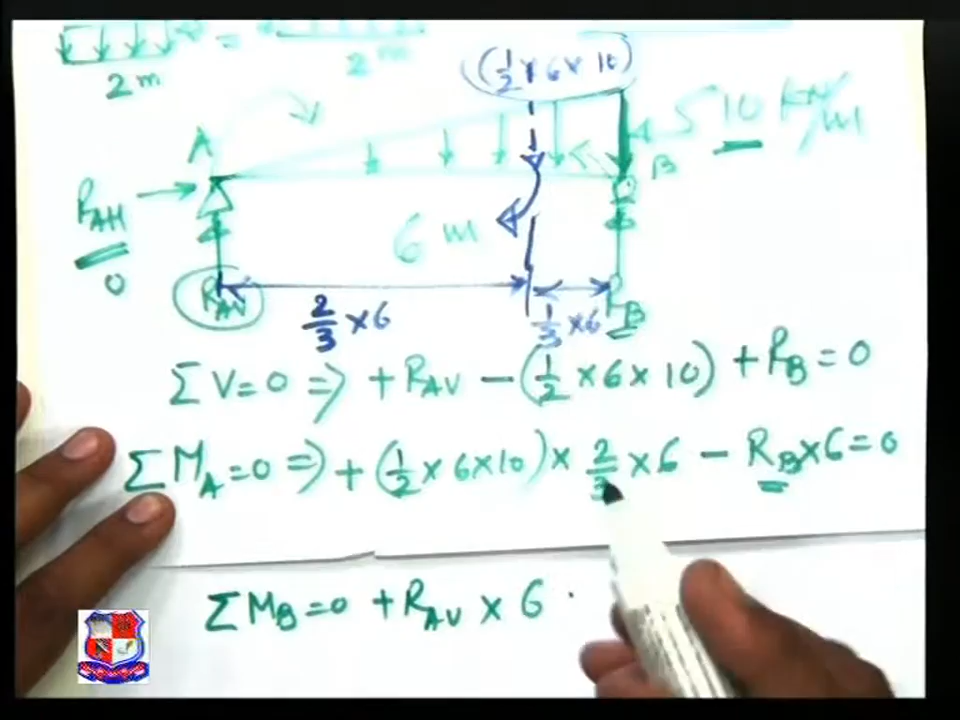 2 m = 2 m
(1/2 × 6 × 10)
A
10 kN/m
B
R_AH
0
6 m
R_AV
2/3 × 6
1/3 × 6
R_B
ΣV=0 => + R_AV − (1/2 × 6 × 10) + R_B = 0
ΣM_A = 0 => + (1/2 × 6 × 10) × 2/3 × 6 − R_B × 6 = 0
ΣM_B = 0 + R_AV × 6